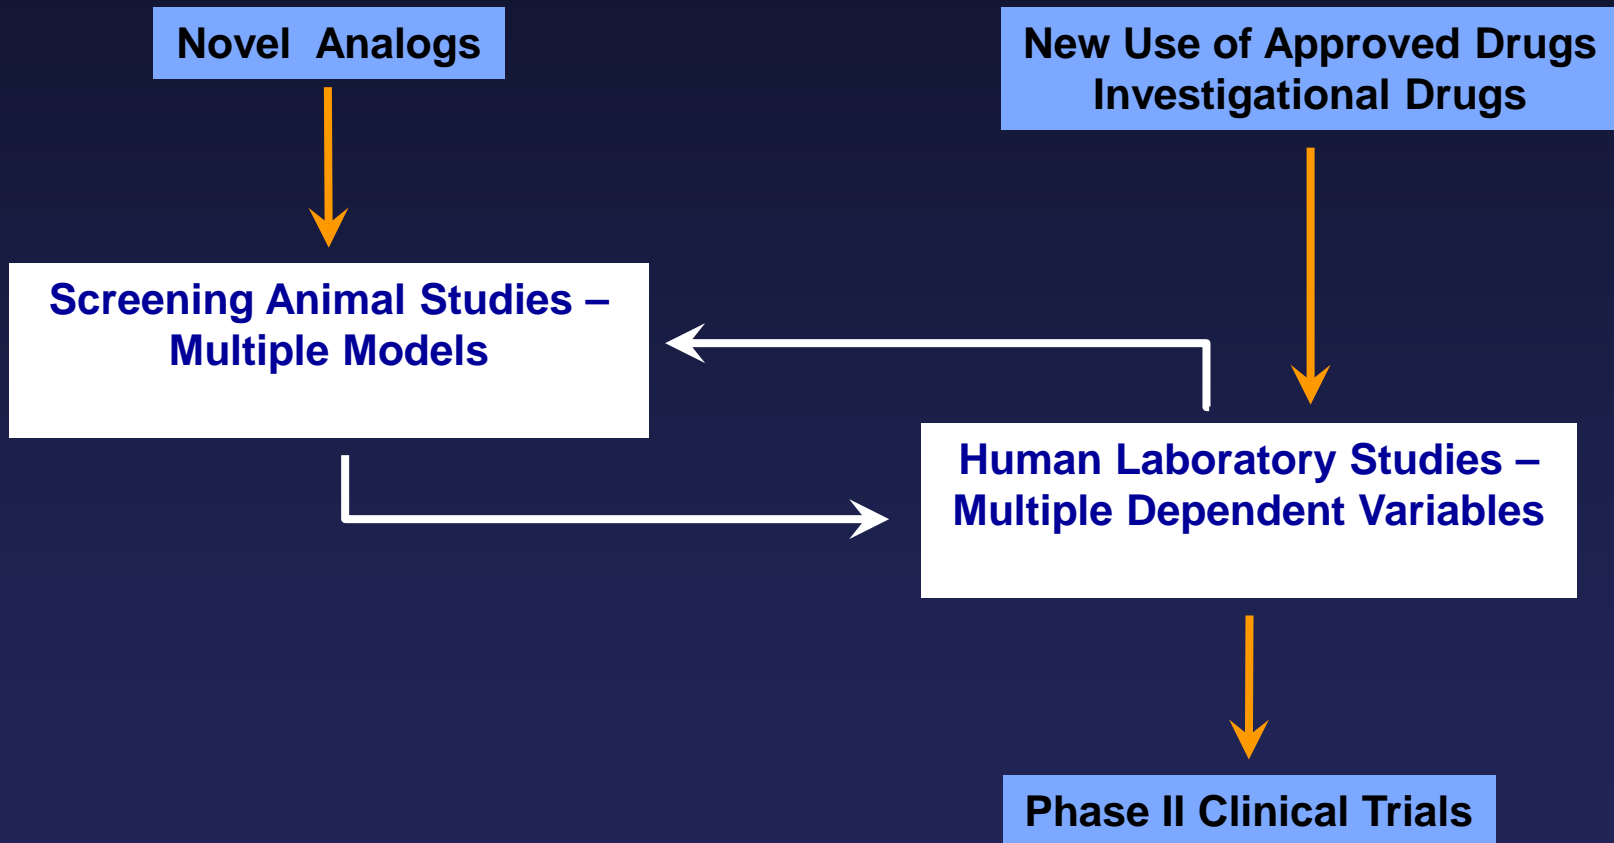 Novel Analogs
New Use of Approved Drugs
Investigational Drugs
Screening Animal Studies –
Multiple Models
Human Laboratory Studies –
Multiple Dependent Variables
Phase II Clinical Trials